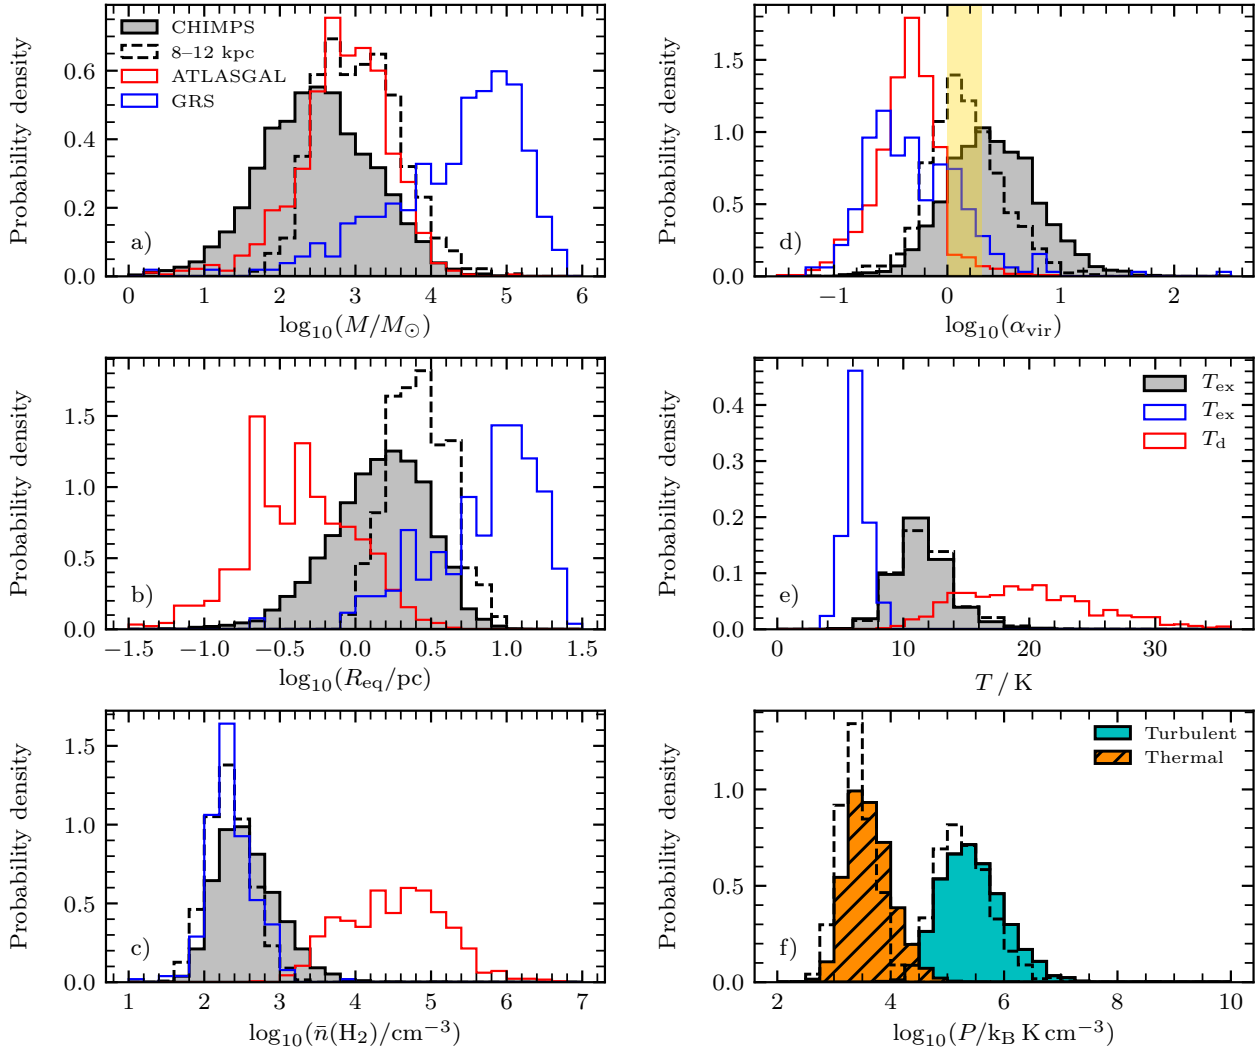 CHIMPS
8–12 kpc
ATLASGAL
GRS
Probability density
0.0
0.2
0.4
0.6
a)
0 1 2 3 4 5 6
log₁₀(M/M⊙)
Probability density
0.0
0.5
1.0
1.5
d)
−1 0 1 2
log₁₀(α_vir)
Probability density
0.0
0.5
1.0
1.5
b)
−1.5 −1.0 −0.5 0.0 0.5 1.0 1.5
log₁₀(R_eq/pc)
T_ex
T_ex
T_d
Probability density
0.0
0.1
0.2
0.3
0.4
e)
0 10 20 30
T / K
Probability density
0.0
0.5
1.0
1.5
c)
1 2 3 4 5 6 7
log₁₀(n̄(H₂)/cm⁻³)
Turbulent
Thermal
Probability density
0.0
0.5
1.0
f)
2 4 6 8 10
log₁₀(P/k_B K cm⁻³)